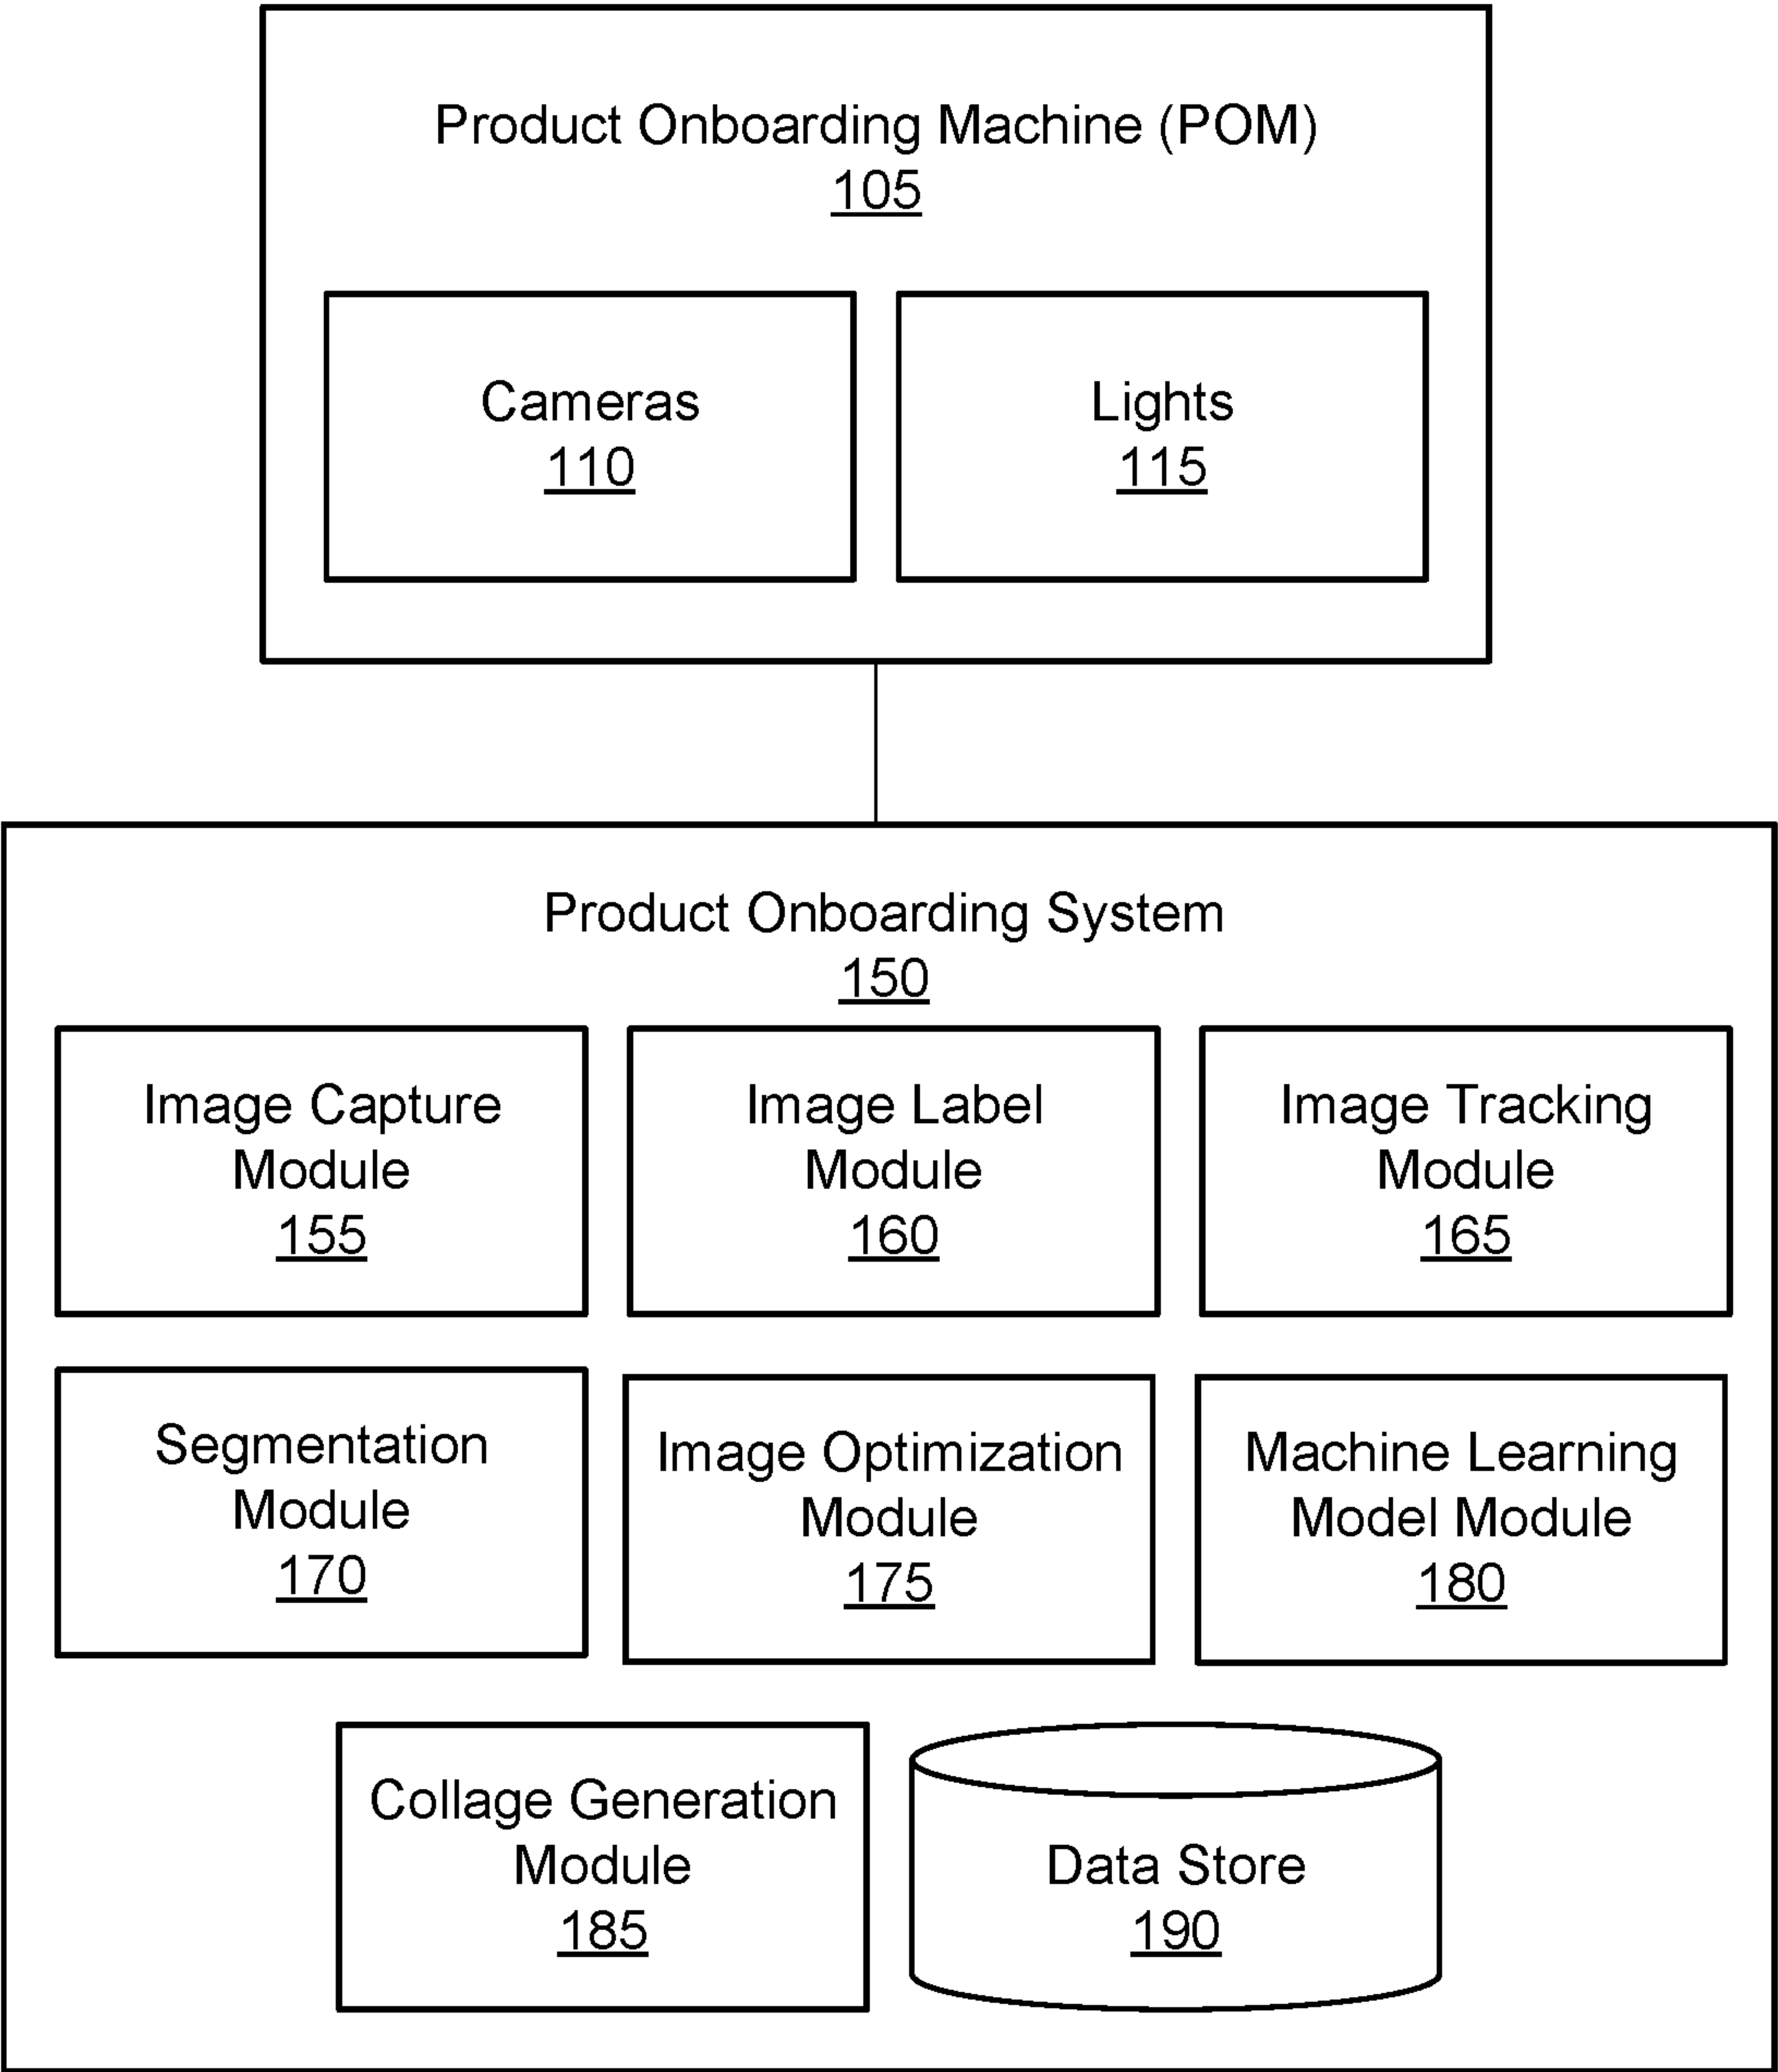 Product Onboarding Machine (POM)
105
Cameras
110
Lights
115
Product Onboarding System
150
Image Capture
Module
155
Image Label
Module
160
Image Tracking
Module
165
Segmentation
Module
170
Image Optimization
Module
175
Machine Learning
Model Module
180
Collage Generation
Module
185
Data Store
190